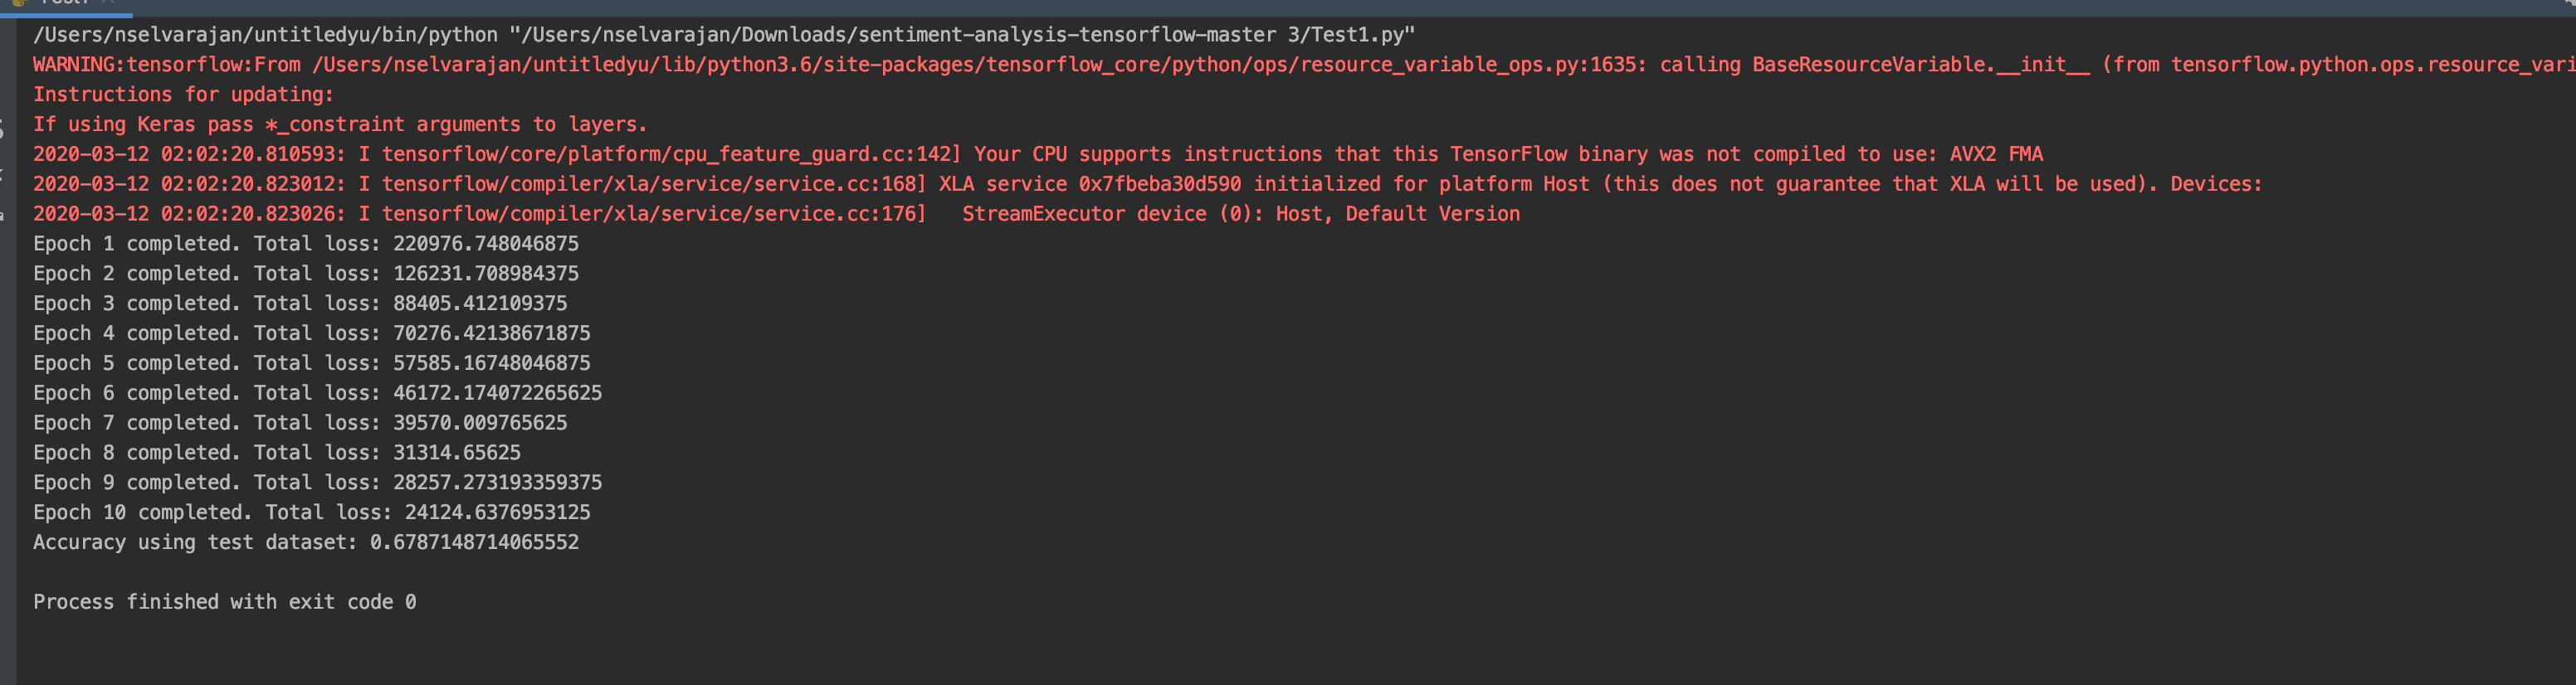 /Users/nselvarajan/untitledyu/bin/python "/Users/nselvarajan/Downloads/sentiment-analysis-tensorflow-master 3/Test1.py"
WARNING:tensorflow:From /Users/nselvarajan/untitledyu/lib/python3.6/site-packages/tensorflow_core/python/ops/resource_variable_ops.py:1635: calling BaseResourceVariable.__init__ (from tensorflow.python.ops.resource_vari
Instructions for updating:
If using Keras pass *_constraint arguments to layers.
2020-03-12 02:02:20.810593: I tensorflow/core/platform/cpu_feature_guard.cc:142] Your CPU supports instructions that this TensorFlow binary was not compiled to use: AVX2 FMA
2020-03-12 02:02:20.823012: I tensorflow/compiler/xla/service/service.cc:168] XLA service 0x7fbeba30d590 initialized for platform Host (this does not guarantee that XLA will be used). Devices:
2020-03-12 02:02:20.823026: I tensorflow/compiler/xla/service/service.cc:176]   StreamExecutor device (0): Host, Default Version
Epoch 1 completed. Total loss: 220976.748046875
Epoch 2 completed. Total loss: 126231.708984375
Epoch 3 completed. Total loss: 88405.412109375
Epoch 4 completed. Total loss: 70276.42138671875
Epoch 5 completed. Total loss: 57585.16748046875
Epoch 6 completed. Total loss: 46172.174072265625
Epoch 7 completed. Total loss: 39570.009765625
Epoch 8 completed. Total loss: 31314.65625
Epoch 9 completed. Total loss: 28257.273193359375
Epoch 10 completed. Total loss: 24124.6376953125
Accuracy using test dataset: 0.6787148714065552
Process finished with exit code 0